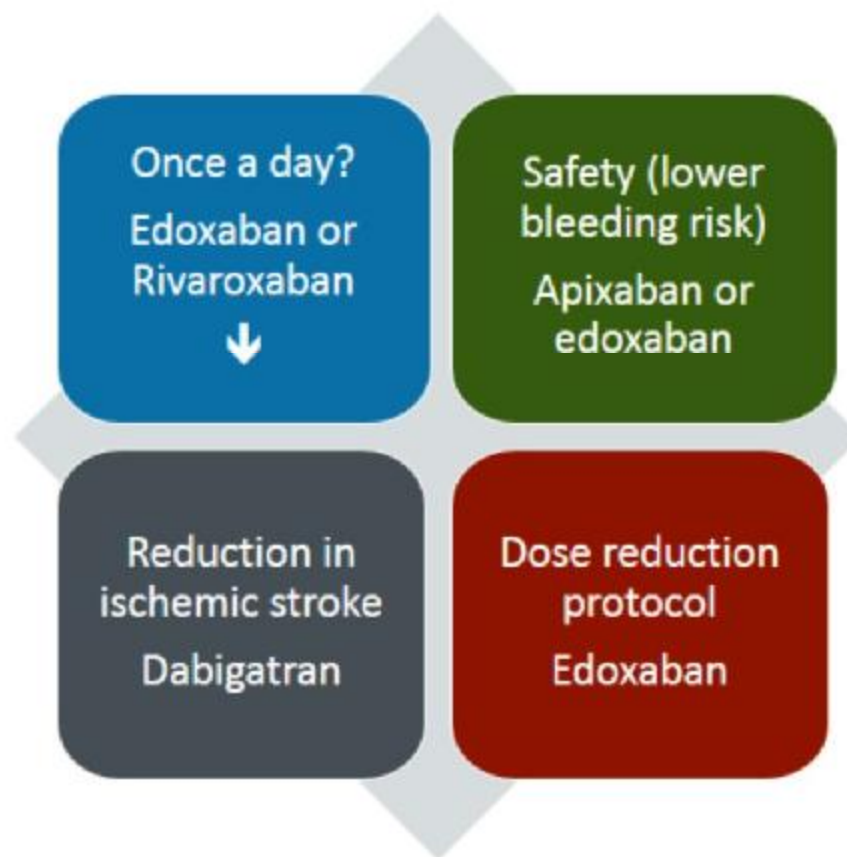 Once a day?
Edoxaban or
Rivaroxaban
↓
Safety (lower
bleeding risk)
Apixaban or
edoxaban
Reduction in
ischemic stroke
Dabigatran
Dose reduction
protocol
Edoxaban